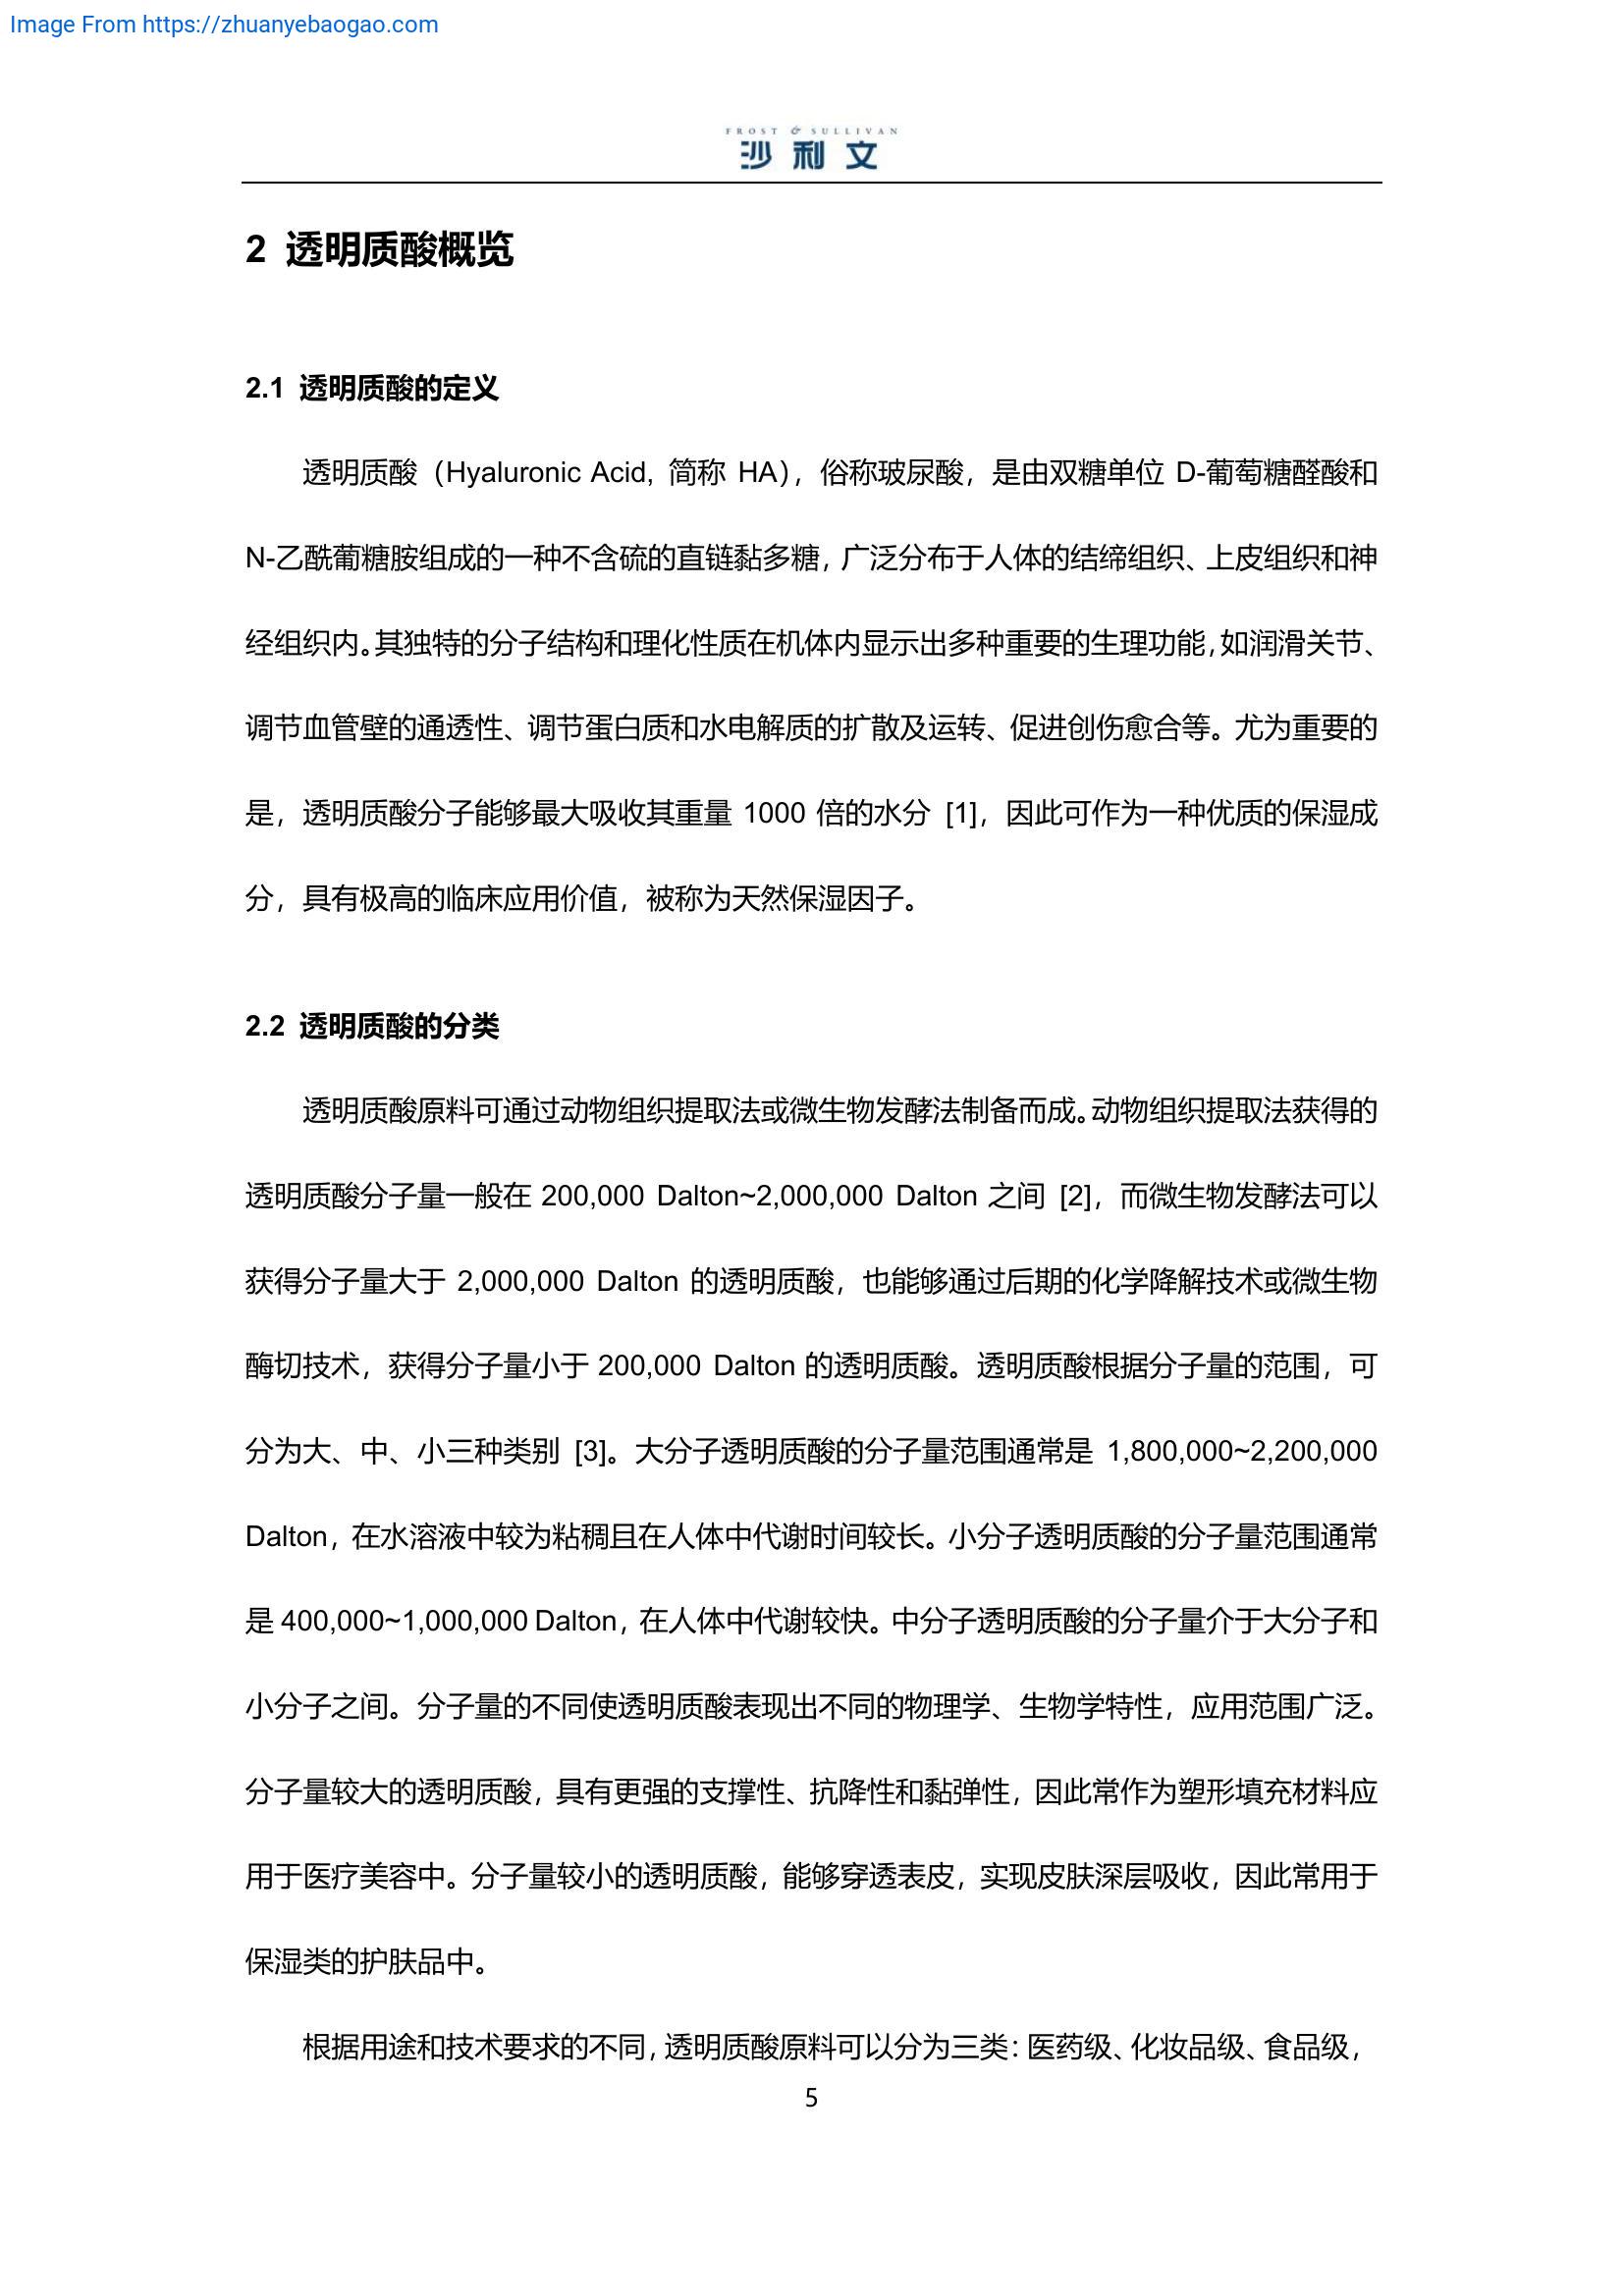 Image From https://zhuanyebaogao.com
FROST & SULLIVAN
沙利文
2 透明质酸概览
2.1 透明质酸的定义
透明质酸（Hyaluronic Acid, 简称 HA），俗称玻尿酸，是由双糖单位 D-葡萄糖醛酸和
N-乙酰葡糖胺组成的一种不含硫的直链黏多糖，广泛分布于人体的结缔组织、上皮组织和神
经组织内。其独特的分子结构和理化性质在机体内显示出多种重要的生理功能，如润滑关节、
调节血管壁的通透性、调节蛋白质和水电解质的扩散及运转、促进创伤愈合等。尤为重要的
是，透明质酸分子能够最大吸收其重量 1000 倍的水分 [1]，因此可作为一种优质的保湿成
分，具有极高的临床应用价值，被称为天然保湿因子。
2.2 透明质酸的分类
透明质酸原料可通过动物组织提取法或微生物发酵法制备而成。动物组织提取法获得的
透明质酸分子量一般在 200,000 Dalton~2,000,000 Dalton 之间 [2]，而微生物发酵法可以
获得分子量大于 2,000,000 Dalton 的透明质酸，也能够通过后期的化学降解技术或微生物
酶切技术，获得分子量小于 200,000 Dalton 的透明质酸。透明质酸根据分子量的范围，可
分为大、中、小三种类别 [3]。大分子透明质酸的分子量范围通常是 1,800,000~2,200,000
Dalton，在水溶液中较为粘稠且在人体中代谢时间较长。小分子透明质酸的分子量范围通常
是 400,000~1,000,000 Dalton，在人体中代谢较快。中分子透明质酸的分子量介于大分子和
小分子之间。分子量的不同使透明质酸表现出不同的物理学、生物学特性，应用范围广泛。
分子量较大的透明质酸，具有更强的支撑性、抗降性和黏弹性，因此常作为塑形填充材料应
用于医疗美容中。分子量较小的透明质酸，能够穿透表皮，实现皮肤深层吸收，因此常用于
保湿类的护肤品中。
根据用途和技术要求的不同，透明质酸原料可以分为三类：医药级、化妆品级、食品级，
5